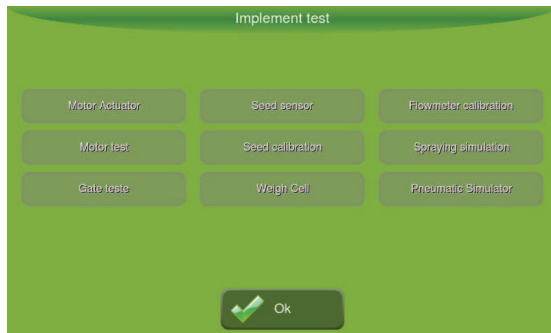 Implement test
Motor Actuator
Seed sensor
Flowmeter calibration
Motor test
Seed calibration
Spraying simulation
Gate teste
Weigh Cell
Pneumatic Simulator
Ok